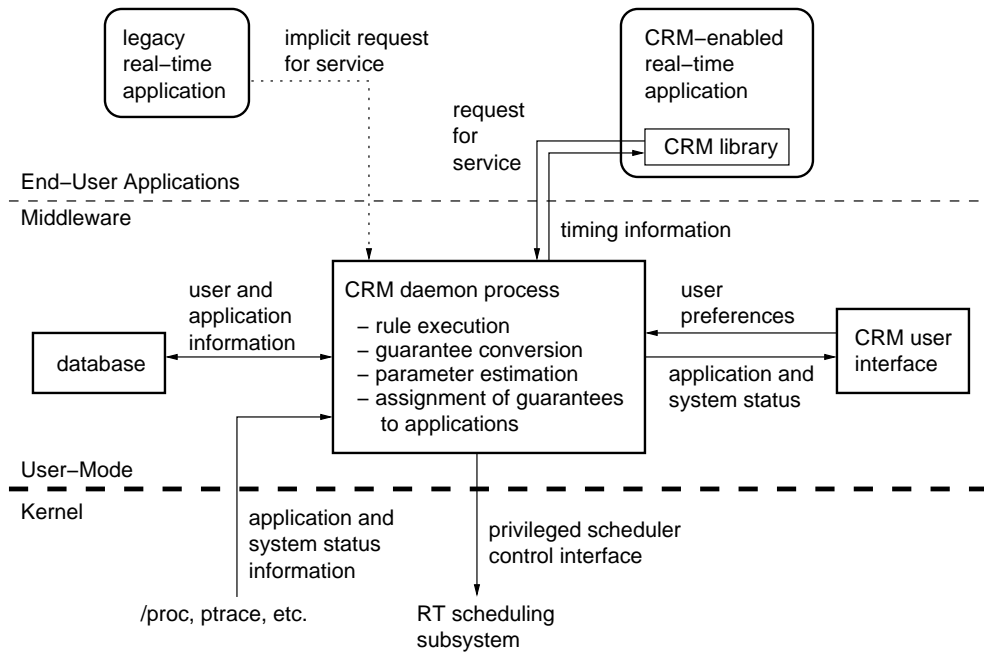 legacy
real–time
application
implicit request
for service
CRM–enabled
real–time
application
CRM library
request
for
service
End–User Applications
Middleware
timing information
user and
application
information
CRM daemon process
– rule execution
– guarantee conversion
– parameter estimation
– assignment of guarantees
to applications
user
preferences
database
CRM user
interface
application and
system status
User–Mode
Kernel
application and
system status
information
privileged scheduler
control interface
/proc, ptrace, etc.
RT scheduling
subsystem